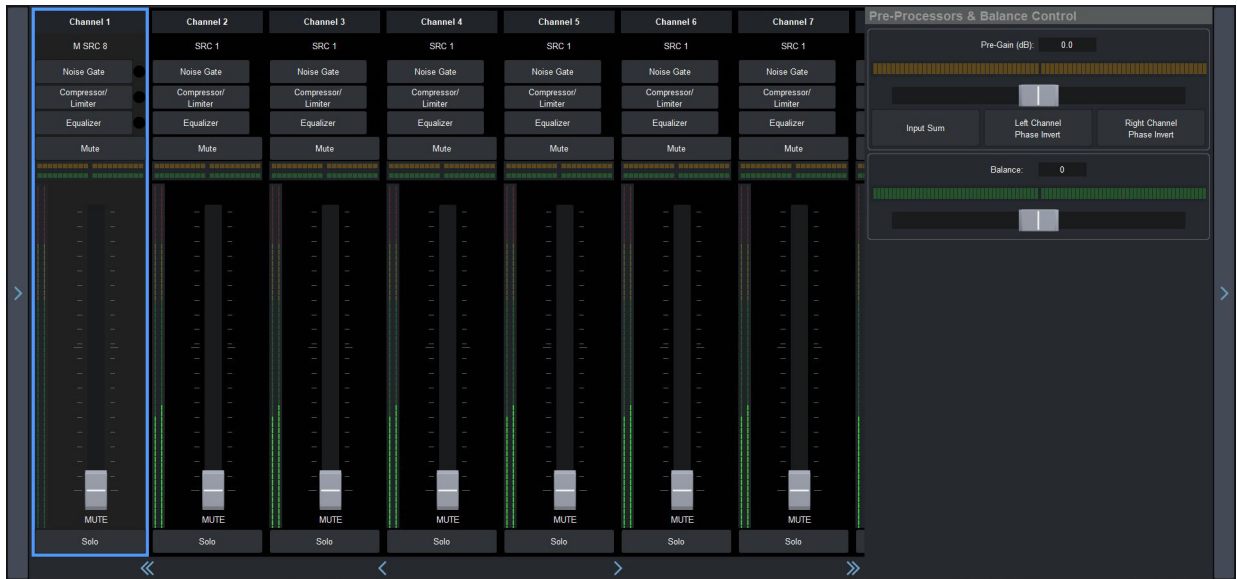 Channel 1 Channel 2 Channel 3 Channel 4 Channel 5 Channel 6 Channel 7
M SRC 8 SRC 1 SRC 1 SRC 1 SRC 1 SRC 1 SRC 1
Noise Gate Noise Gate Noise Gate Noise Gate Noise Gate Noise Gate Noise Gate
Compressor/ Compressor/ Compressor/ Compressor/ Compressor/ Compressor/ Compressor/
Limiter Limiter Limiter Limiter Limiter Limiter Limiter
Equalizer Equalizer Equalizer Equalizer Equalizer Equalizer Equalizer
Mute Mute Mute Mute Mute Mute Mute
MUTE MUTE MUTE MUTE MUTE MUTE MUTE
Solo Solo Solo Solo Solo Solo Solo
Pre-Processors & Balance Control
Pre-Gain (dB): 0.0
Input Sum
Left Channel
Phase Invert
Right Channel
Phase Invert
Balance: 0